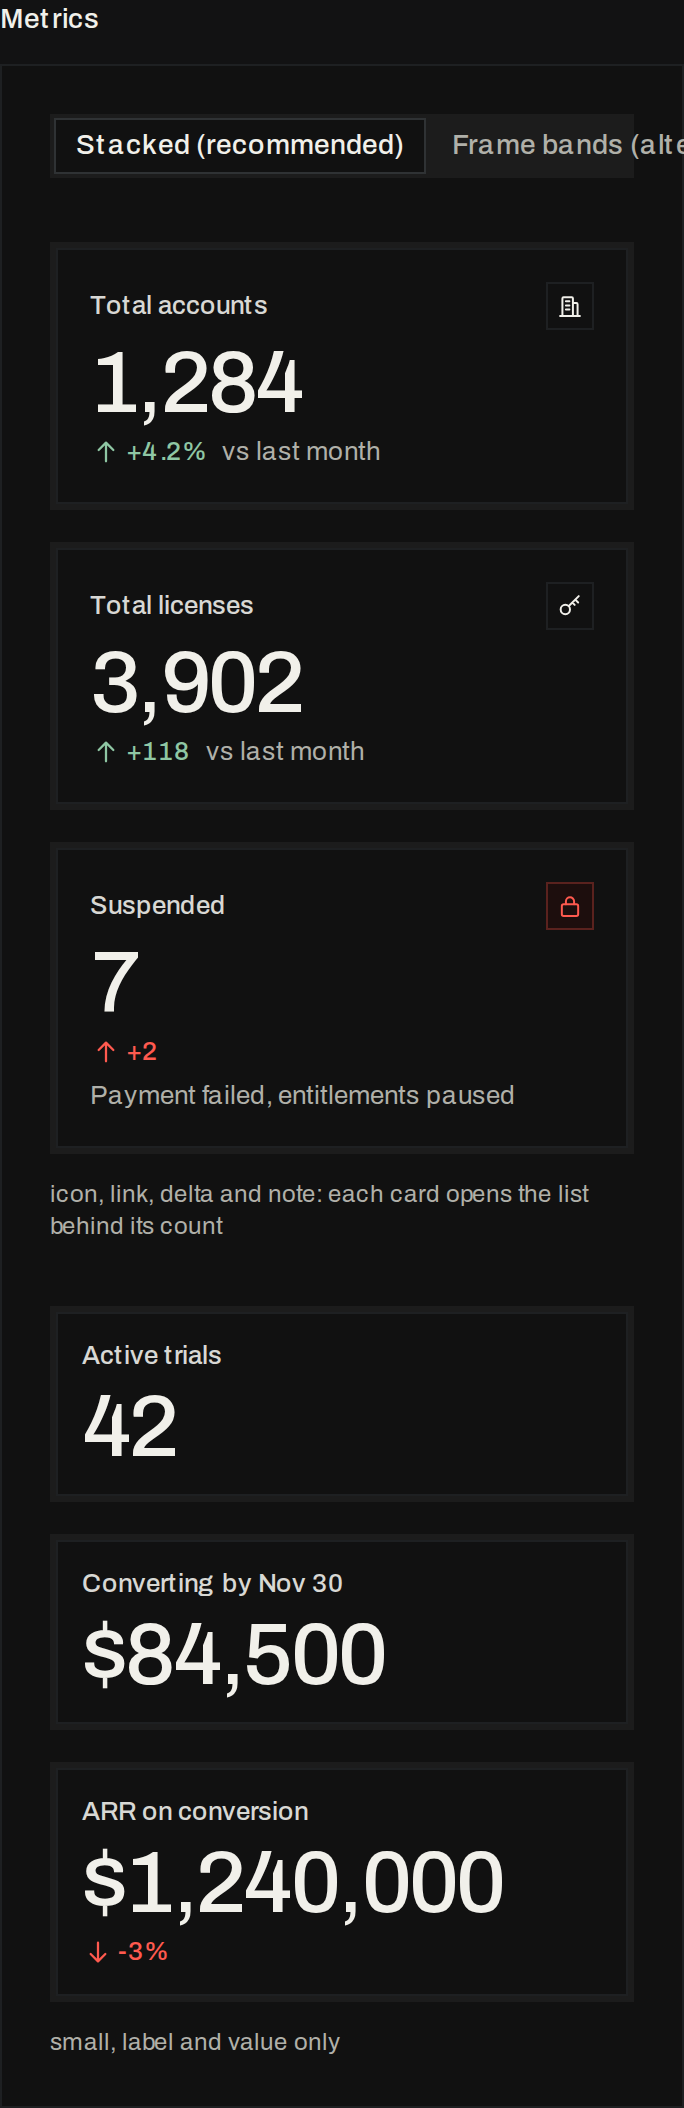 Metrics
Stacked (recommended)
Frame bands (alte
Total accounts
1,284
↑ +4.2% vs last month
Total licenses
3,902
↑ +118 vs last month
Suspended
7
↑ +2
Payment failed, entitlements paused
icon, link, delta and note: each card opens the list
behind its count
Active trials
42
Converting by Nov 30
$84,500
ARR on conversion
$1,240,000
↓ -3%
small, label and value only